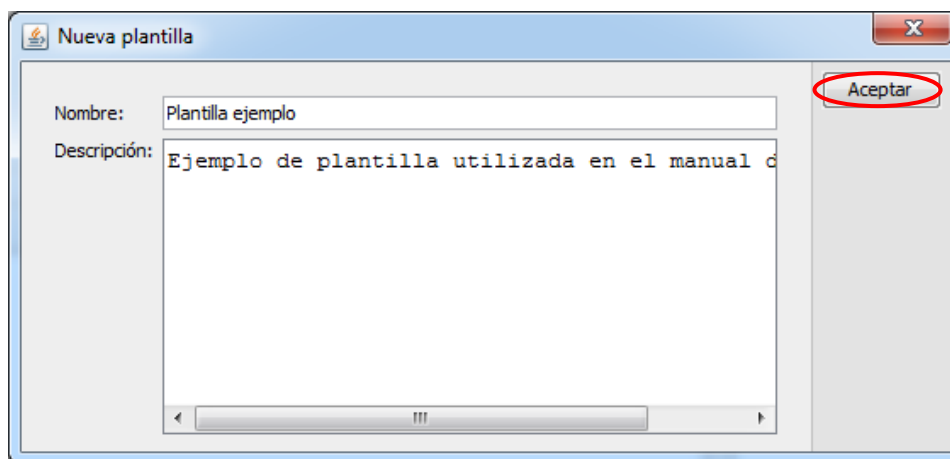 Nueva plantilla
Aceptar
Nombre: Plantilla ejemplo
Descripción: Ejemplo de plantilla utilizada en el manual d